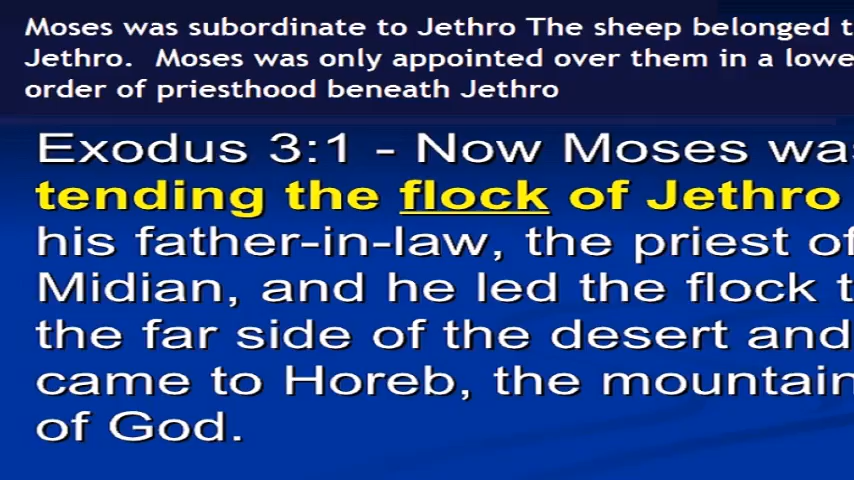 Moses was subordinate to Jethro The sheep belonged t
Jethro.  Moses was only appointed over them in a lowe
order of priesthood beneath Jethro
Exodus 3:1 - Now Moses was
tending the flock of Jethro
his father-in-law, the priest of
Midian, and he led the flock t
the far side of the desert and
came to Horeb, the mountain
of God.